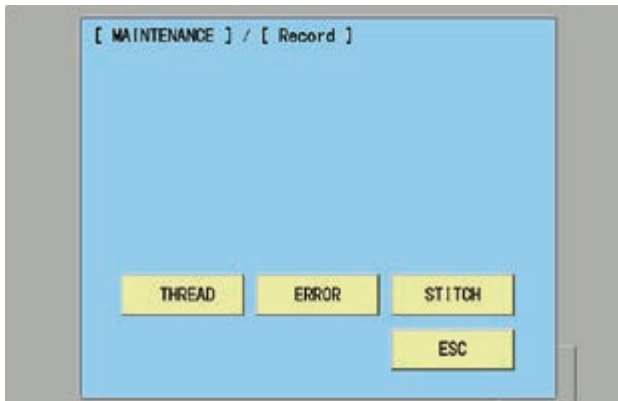 [ MAINTENANCE ] / [ Record ]
THREAD ERROR STITCH
ESC